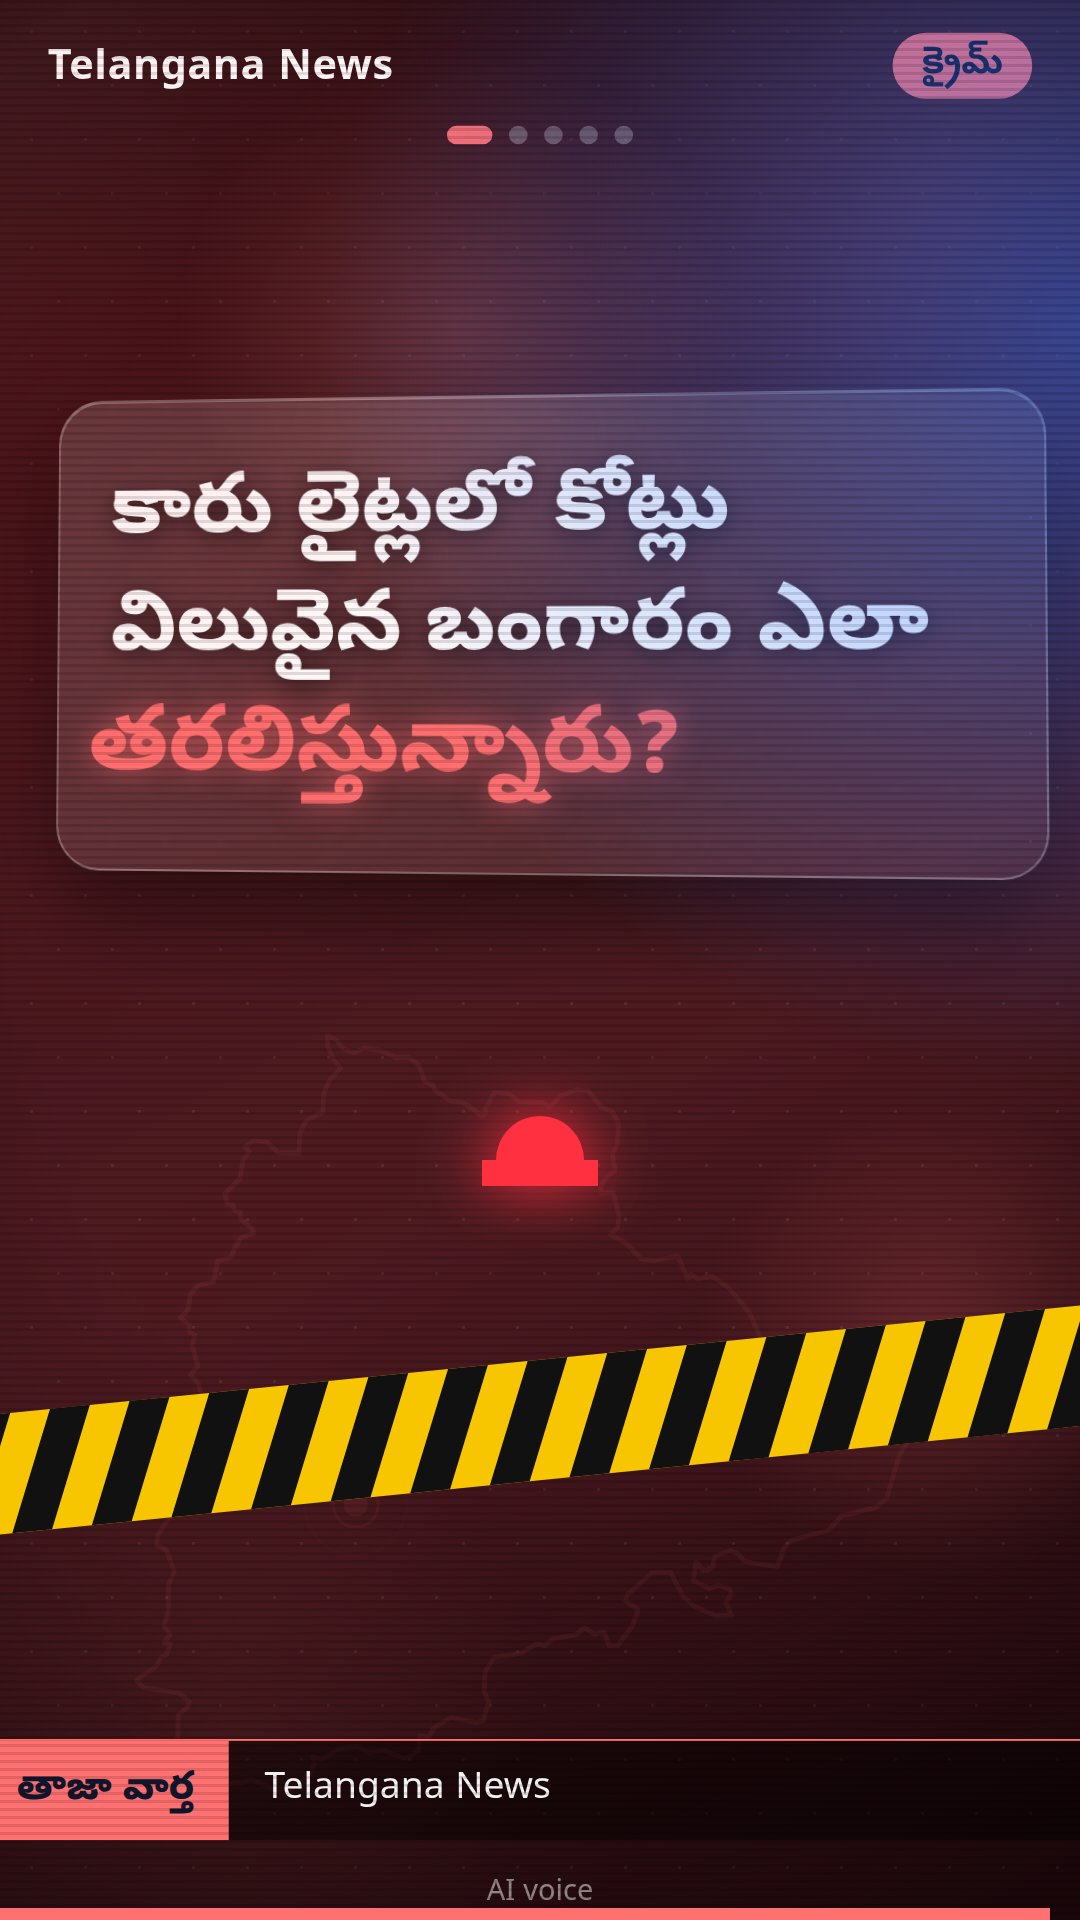 Telangana News
క్రైమ్
కారు లైట్లలో కోట్లు
విలువైన బంగారం ఎలా
తరలిస్తున్నారు?
తాజా వార్త
Telangana News
AI voice